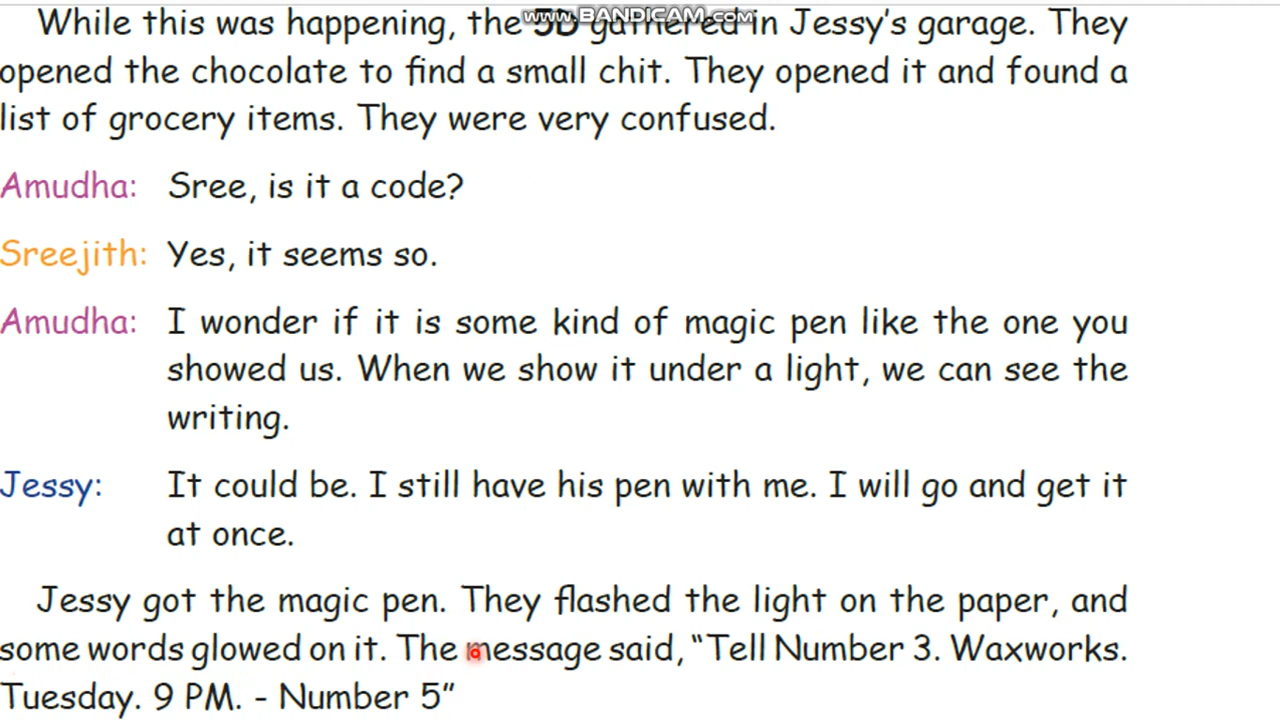 www.BANDICAM.com
While this was happening, the 5D gathered in Jessy’s garage. They
opened the chocolate to find a small chit. They opened it and found a
list of grocery items. They were very confused.
Amudha: Sree, is it a code?
Sreejith: Yes, it seems so.
Amudha: I wonder if it is some kind of magic pen like the one you
showed us. When we show it under a light, we can see the
writing.
Jessy: It could be. I still have his pen with me. I will go and get it
at once.
Jessy got the magic pen. They flashed the light on the paper, and
some words glowed on it. The message said, “Tell Number 3. Waxworks.
Tuesday. 9 PM. - Number 5”